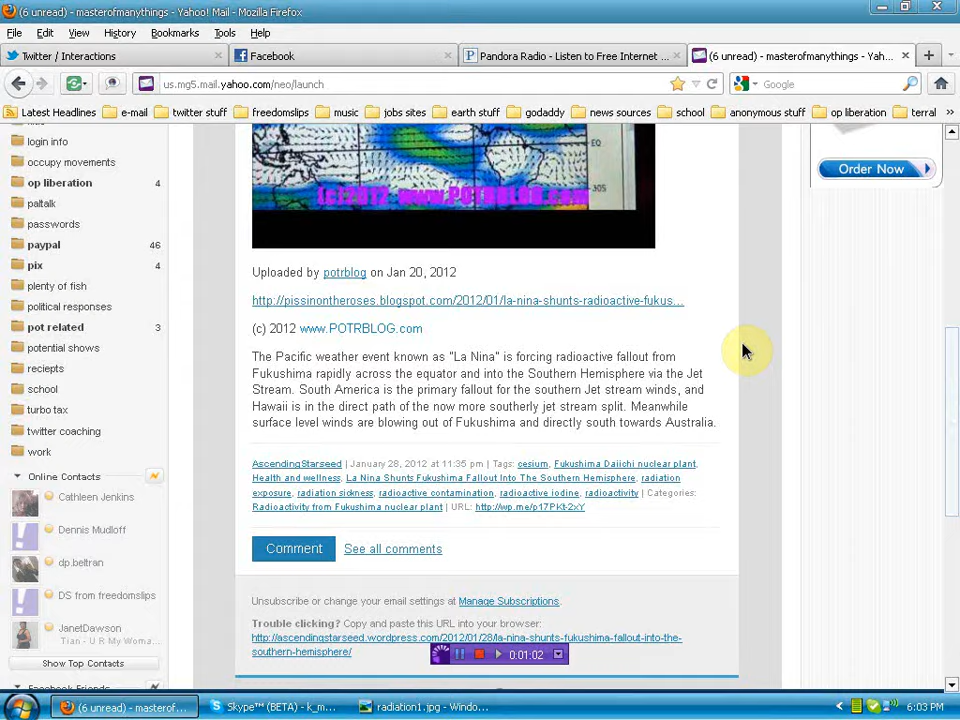 (6 unread) - masterofmanythings - Yahoo! Mail - Mozilla Firefox
File Edit View History Bookmarks Tools Help
Twitter / Interactions
Facebook
Pandora Radio - Listen to Free Internet ...
(6 unread) - masterofmanythings - Yah...
us.mg5.mail.yahoo.com/neo/launch
Google
Latest Headlines e-mail twitter stuff freedomslips music jobs sites earth stuff godaddy news sources school anonymous stuff op liberation terral »
login info
occupy movements
op liberation 4
paltalk
passwords
paypal 46
pix 4
plenty of fish
political responses
pot related 3
potential shows
reciepts
school
turbo tax
twitter coaching
work
Online Contacts
Cathleen Jenkins
Dennis Mudloff
dp.beltran
DS from freedomslips
JanetDawson
Tian - U R My Woma...
Show Top Contacts
Facebook Friends
EQ
30S
(c)2012 www.POTRBLOG.com
Uploaded by potrblog on Jan 20, 2012
http://pissinontheroses.blogspot.com/2012/01/la-nina-shunts-radioactive-fukus...
(c) 2012 www.POTRBLOG.com
The Pacific weather event known as "La Nina" is forcing radioactive fallout from
Fukushima rapidly across the equator and into the Southern Hemisphere via the Jet
Stream. South America is the primary fallout for the southern Jet stream winds, and
Hawaii is in the direct path of the now more southerly jet stream split. Meanwhile
surface level winds are blowing out of Fukushima and directly south towards Australia.
AscendingStarseed | January 28, 2012 at 11:35 pm | Tags: cesium, Fukushima Daiichi nuclear plant,
Health and wellness, La Nina Shunts Fukushima Fallout Into The Southern Hemisphere, radiation
exposure, radiation sickness, radioactive contamination, radioactive iodine, radioactivity | Categories:
Radioactivity from Fukushima nuclear plant | URL: http://wp.me/p17PKt-2xY
Comment See all comments
Unsubscribe or change your email settings at Manage Subscriptions.
Trouble clicking? Copy and paste this URL into your browser:
http://ascendingstarseed.wordpress.com/2012/01/28/la-nina-shunts-fukushima-fallout-into-the-
southern-hemisphere/
0:01:02
Order Now
(6 unread) - masterof...
Skype™ (BETA) - k_m...
radiation1.jpg - Windo...
6:03 PM